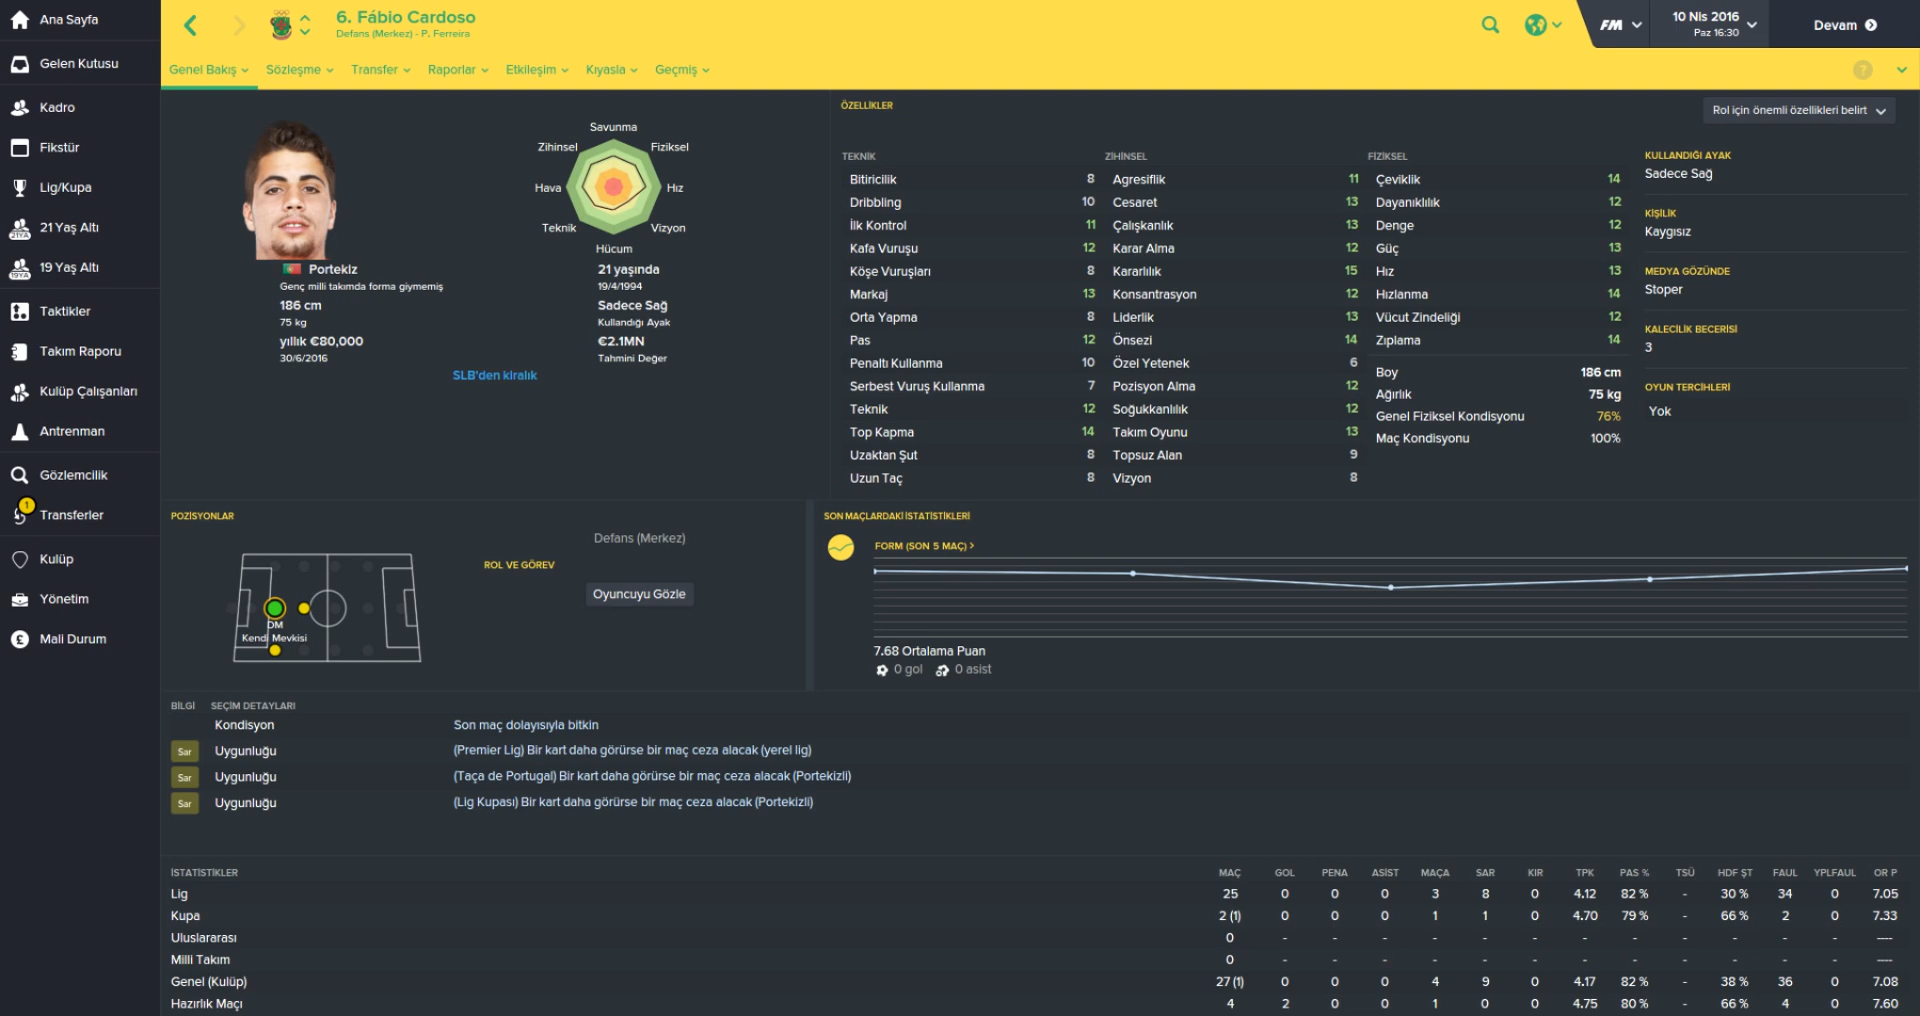 Ana Sayfa
Gelen Kutusu
Kadro
Fikstür
Lig/Kupa
21 Yaş Altı
19 Yaş Altı
Taktikler
Takım Raporu
Kulüp Çalışanları
Antrenman
Gözlemcilik
1
Transferler
Kulüp
Yönetim
Mali Durum
6. Fábio Cardoso
Defans (Merkez) - P. Ferreira
FM
10 Nis 2016
Paz 16:30
Devam
Genel Bakış Sözleşme Transfer Raporlar Etkileşim Kıyasla Geçmiş
?
Savunma
Zihinsel Fiziksel
Hava Hız
Teknik Vizyon
Hücum
Portekiz
Genç milli takımda forma giymemiş
186 cm
75 kg
yıllık €80,000
30/6/2016
21 yaşında
19/4/1994
Sadece Sağ
Kullandığı Ayak
€2.1MN
Tahmini Değer
SLB'den kiralık
ÖZELLİKLER
Rol için önemli özellikleri belirt
TEKNİK
Bitiricilik 8
Dribbling 10
İlk Kontrol 11
Kafa Vuruşu 12
Köşe Vuruşları 8
Markaj 13
Orta Yapma 8
Pas 12
Penaltı Kullanma 10
Serbest Vuruş Kullanma 7
Teknik 12
Top Kapma 14
Uzaktan Şut 8
Uzun Taç 8
ZİHİNSEL
Agresiflik 11
Cesaret 13
Çalışkanlık 13
Karar Alma 12
Kararlılık 15
Konsantrasyon 12
Liderlik 13
Önsezi 14
Özel Yetenek 6
Pozisyon Alma 12
Soğukkanlılık 12
Takım Oyunu 13
Topsuz Alan 9
Vizyon 8
FİZİKSEL
Çeviklik 14
Dayanıklılık 12
Denge 12
Güç 13
Hız 13
Hızlanma 14
Vücut Zindeliği 12
Zıplama 14
Boy 186 cm
Ağırlık 75 kg
Genel Fiziksel Kondisyonu 76%
Maç Kondisyonu 100%
KULLANDIĞI AYAK
Sadece Sağ
KİŞİLİK
Kaygısız
MEDYA GÖZÜNDE
Stoper
KALECİLİK BECERİSİ
3
OYUN TERCİHLERİ
Yok
POZİSYONLAR
DM
Kendi Mevkisi
Defans (Merkez)
ROL VE GÖREV
Oyuncuyu Gözle
SON MAÇLARDAKİ İSTATİSTİKLERİ
FORM (SON 5 MAÇ) >
7.68 Ortalama Puan
0 gol 0 asist
BİLGİ SEÇİM DETAYLARI
Kondisyon Son maç dolayısıyla bitkin
Sar Uygunluğu (Premier Lig) Bir kart daha görürse bir maç ceza alacak (yerel lig)
Sar Uygunluğu (Taça de Portugal) Bir kart daha görürse bir maç ceza alacak (Portekizli)
Sar Uygunluğu (Lig Kupası) Bir kart daha görürse bir maç ceza alacak (Portekizli)
İSTATİSTİKLER MAÇ GOL PENA ASİST MAÇA SAR KIR TPK PAS % TSÜ HDF ŞT FAUL YPLFAUL OR P
Lig 25 0 0 0 3 8 0 4.12 82 % - 30 % 34 0 7.05
Kupa 2 (1) 0 0 0 1 1 0 4.70 79 % - 66 % 2 0 7.33
Uluslararası 0 - - - - - - - - - - - - ----
Milli Takım 0 - - - - - - - - - - - - ----
Genel (Kulüp) 27 (1) 0 0 0 4 9 0 4.17 82 % - 38 % 36 0 7.08
Hazırlık Maçı 4 2 0 0 1 0 0 4.75 80 % - 66 % 4 0 7.60